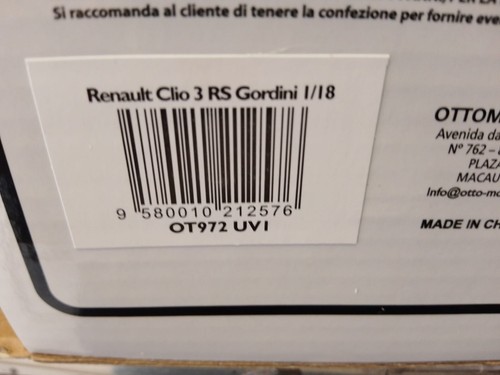 Si raccomanda al cliente di tenere la confezione per fornire
Renault Clio 3 RS Gordini 1/18
9 580010 212576
OT972 UV1
OTTOM
Avenida da
Nº 762 –
PLAZA
MACAU
Info@otto-mo
MADE IN CH